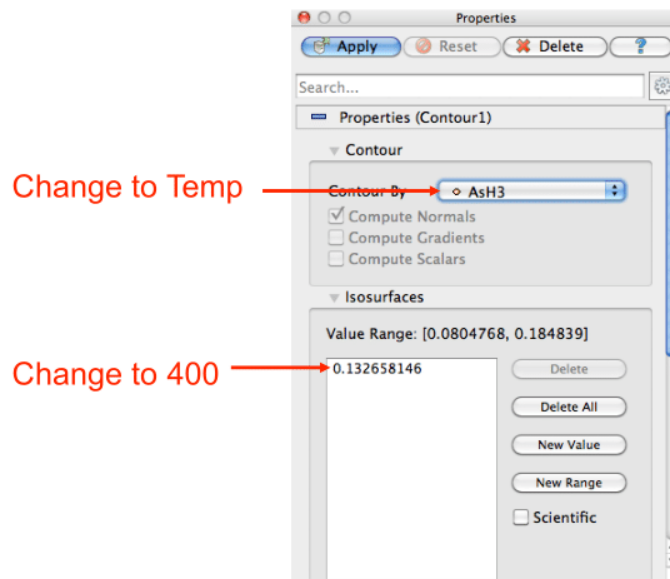 Properties
Apply Reset Delete ?
Search...
Properties (Contour1)
Contour
Change to Temp
Contour By AsH3
Compute Normals
Compute Gradients
Compute Scalars
Isosurfaces
Value Range: [0.0804768, 0.184839]
Change to 400
0.132658146 Delete
Delete All
New Value
New Range
Scientific